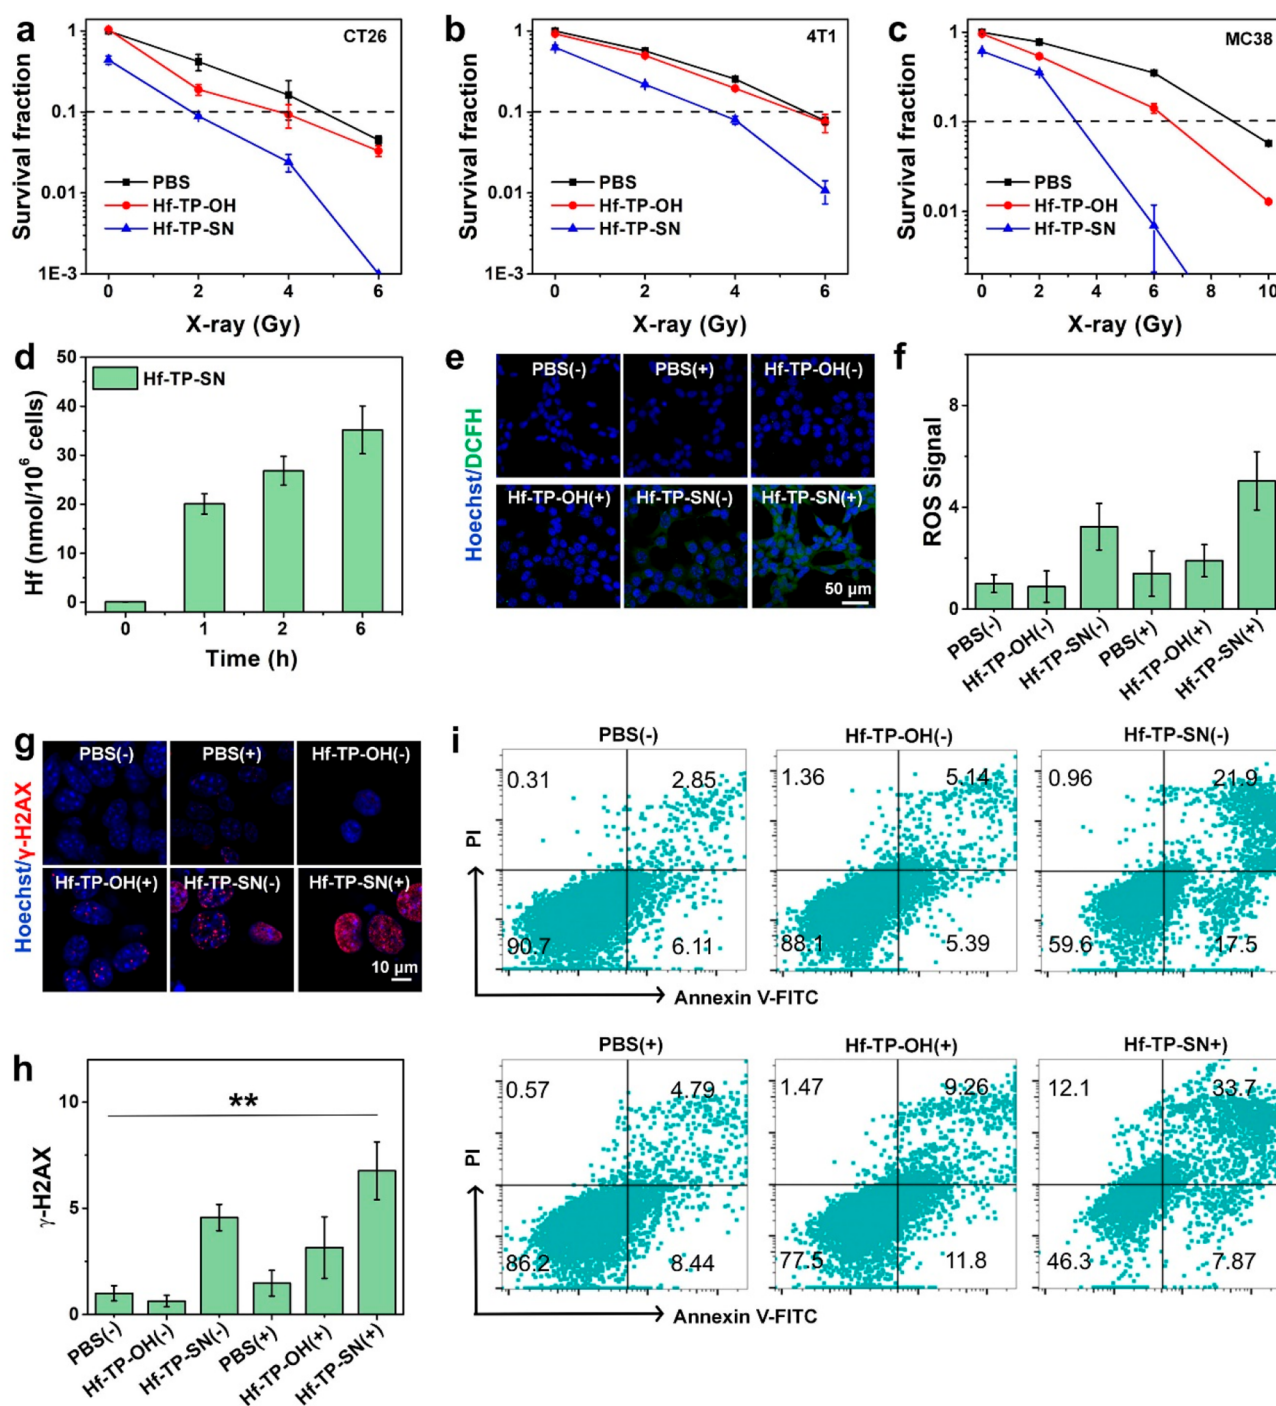 a
CT26
Survival fraction
1
0.1
0.01
1E-3
PBS
Hf-TP-OH
Hf-TP-SN
0 2 4 6
X-ray (Gy)
b
4T1
Survival fraction
1
0.1
0.01
1E-3
PBS
Hf-TP-OH
Hf-TP-SN
0 2 4 6
X-ray (Gy)
c
MC38
Survival fraction
1
0.1
0.01
PBS
Hf-TP-OH
Hf-TP-SN
0 2 6 10
X-ray (Gy)
d
Hf-TP-SN
Hf (nmol/10⁶ cells)
50
40
30
20
10
0
0 1 2 6
Time (h)
e
Hoechst/DCFH
PBS(-) PBS(+) Hf-TP-OH(-)
Hf-TP-OH(+) Hf-TP-SN(-) Hf-TP-SN(+)
50 μm
f
ROS Signal
8
4
0
PBS(-)
Hf-TP-OH(-)
Hf-TP-SN(-)
PBS(+)
Hf-TP-OH(+)
Hf-TP-SN(+)
g
Hoechst/γ-H2AX
PBS(-) PBS(+) Hf-TP-OH(-)
Hf-TP-OH(+) Hf-TP-SN(-) Hf-TP-SN(+)
10 μm
h
γ-H2AX
10
5
0
**
PBS(-)
Hf-TP-OH(-)
Hf-TP-SN(-)
PBS(+)
Hf-TP-OH(+)
Hf-TP-SN(+)
i
PBS(-) Hf-TP-OH(-) Hf-TP-SN(-)
0.31 2.85 1.36 5.14 0.96 21.9
PI
90.7 6.11 88.1 5.39 59.6 17.5
Annexin V-FITC
PBS(+) Hf-TP-OH(+) Hf-TP-SN+)
0.57 4.79 1.47 9.26 12.1 33.7
PI
86.2 8.44 77.5 11.8 46.3 7.87
Annexin V-FITC